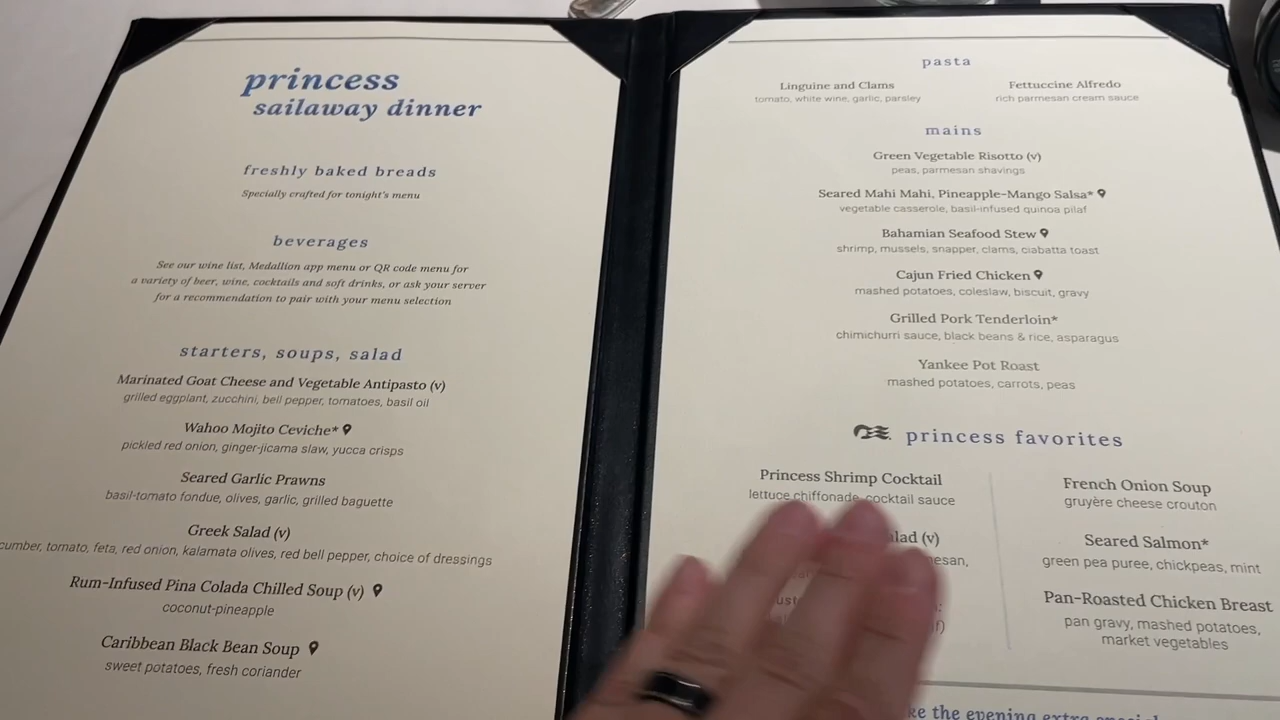 princess
sailaway dinner
freshly baked breads
Specially crafted for tonight's menu
beverages
See our wine list, Medallion app menu or QR code menu for
a variety of beer, wine, cocktails and soft drinks, or ask your server
for a recommendation to pair with your menu selection
starters, soups, salad
Marinated Goat Cheese and Vegetable Antipasto (v)
grilled eggplant, zucchini, bell pepper, tomatoes, basil oil
Wahoo Mojito Ceviche*
pickled red onion, ginger-jicama slaw, yucca crisps
Seared Garlic Prawns
basil-tomato fondue, olives, garlic, grilled baguette
Greek Salad (v)
tomato, feta, red onion, kalamata olives, red bell pepper, choice of dressings
Rum-Infused Pina Colada Chilled Soup (v)
coconut-pineapple
Caribbean Black Bean Soup
sweet potatoes, fresh coriander
pasta
Linguine and Clams
tomato, white wine, garlic, parsley
Fettuccine Alfredo
rich parmesan cream sauce
mains
Green Vegetable Risotto (v)
peas, parmesan shavings
Seared Mahi Mahi, Pineapple-Mango Salsa*
vegetable casserole, basil-infused quinoa pilaf
Bahamian Seafood Stew
shrimp, mussels, snapper, clams, ciabatta toast
Cajun Fried Chicken
mashed potatoes, coleslaw, biscuit, gravy
Grilled Pork Tenderloin*
chimichurri sauce, black beans & rice, asparagus
Yankee Pot Roast
mashed potatoes, carrots, peas
princess favorites
Princess Shrimp Cocktail
lettuce chiffonade, cocktail sauce
(v)
French Onion Soup
gruyère cheese crouton
Seared Salmon*
green pea puree, chickpeas, mint
Pan-Roasted Chicken Breast
pan gravy, mashed potatoes,
market vegetables
the evening extra special